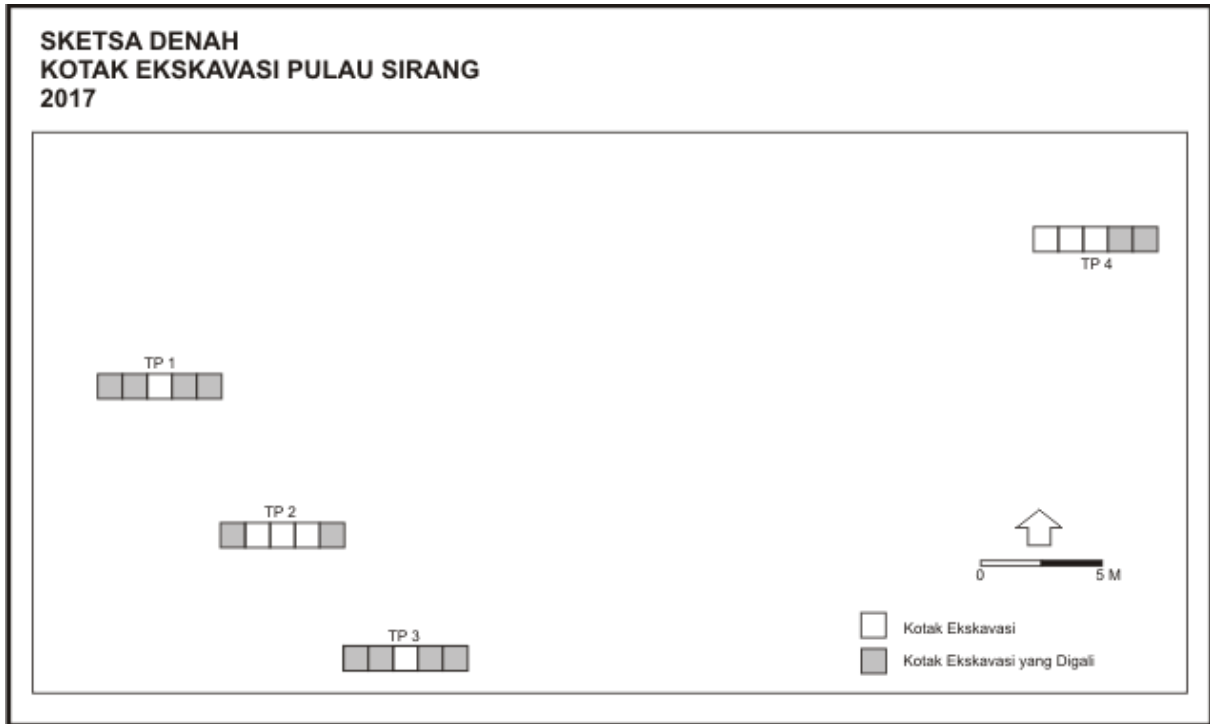 SKETSA DENAH
KOTAK EKSKAVASI PULAU SIRANG
2017
TP 4
TP 1
TP 2
0 5 M
TP 3
Kotak Ekskavasi
Kotak Ekskavasi yang Digali